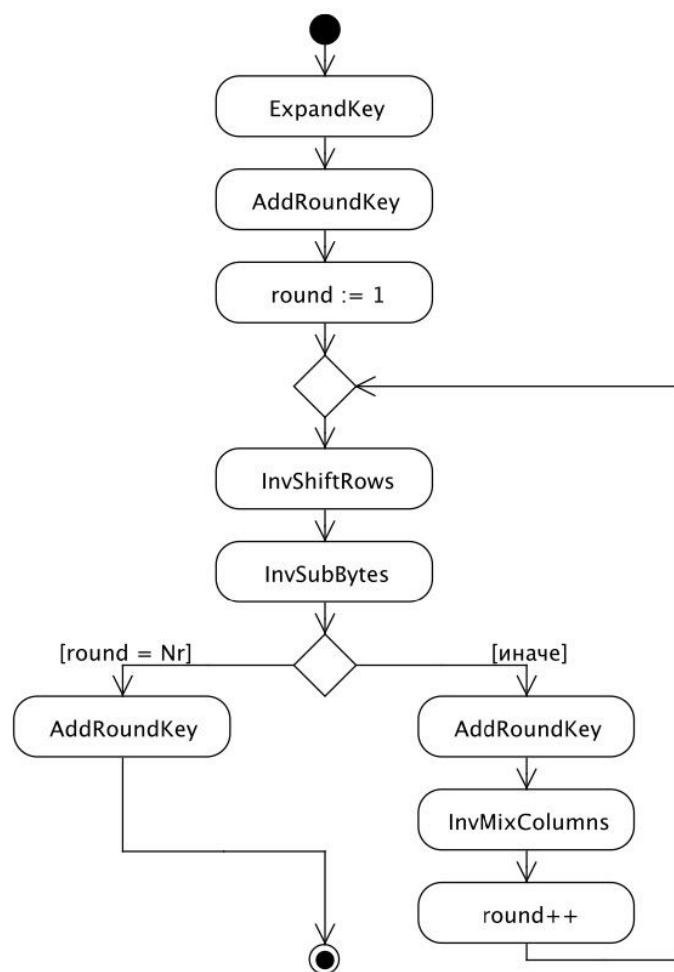 ExpandKey
AddRoundKey
round := 1
InvShiftRows
InvSubBytes
[round = Nr]
[иначе]
AddRoundKey
AddRoundKey
InvMixColumns
round++